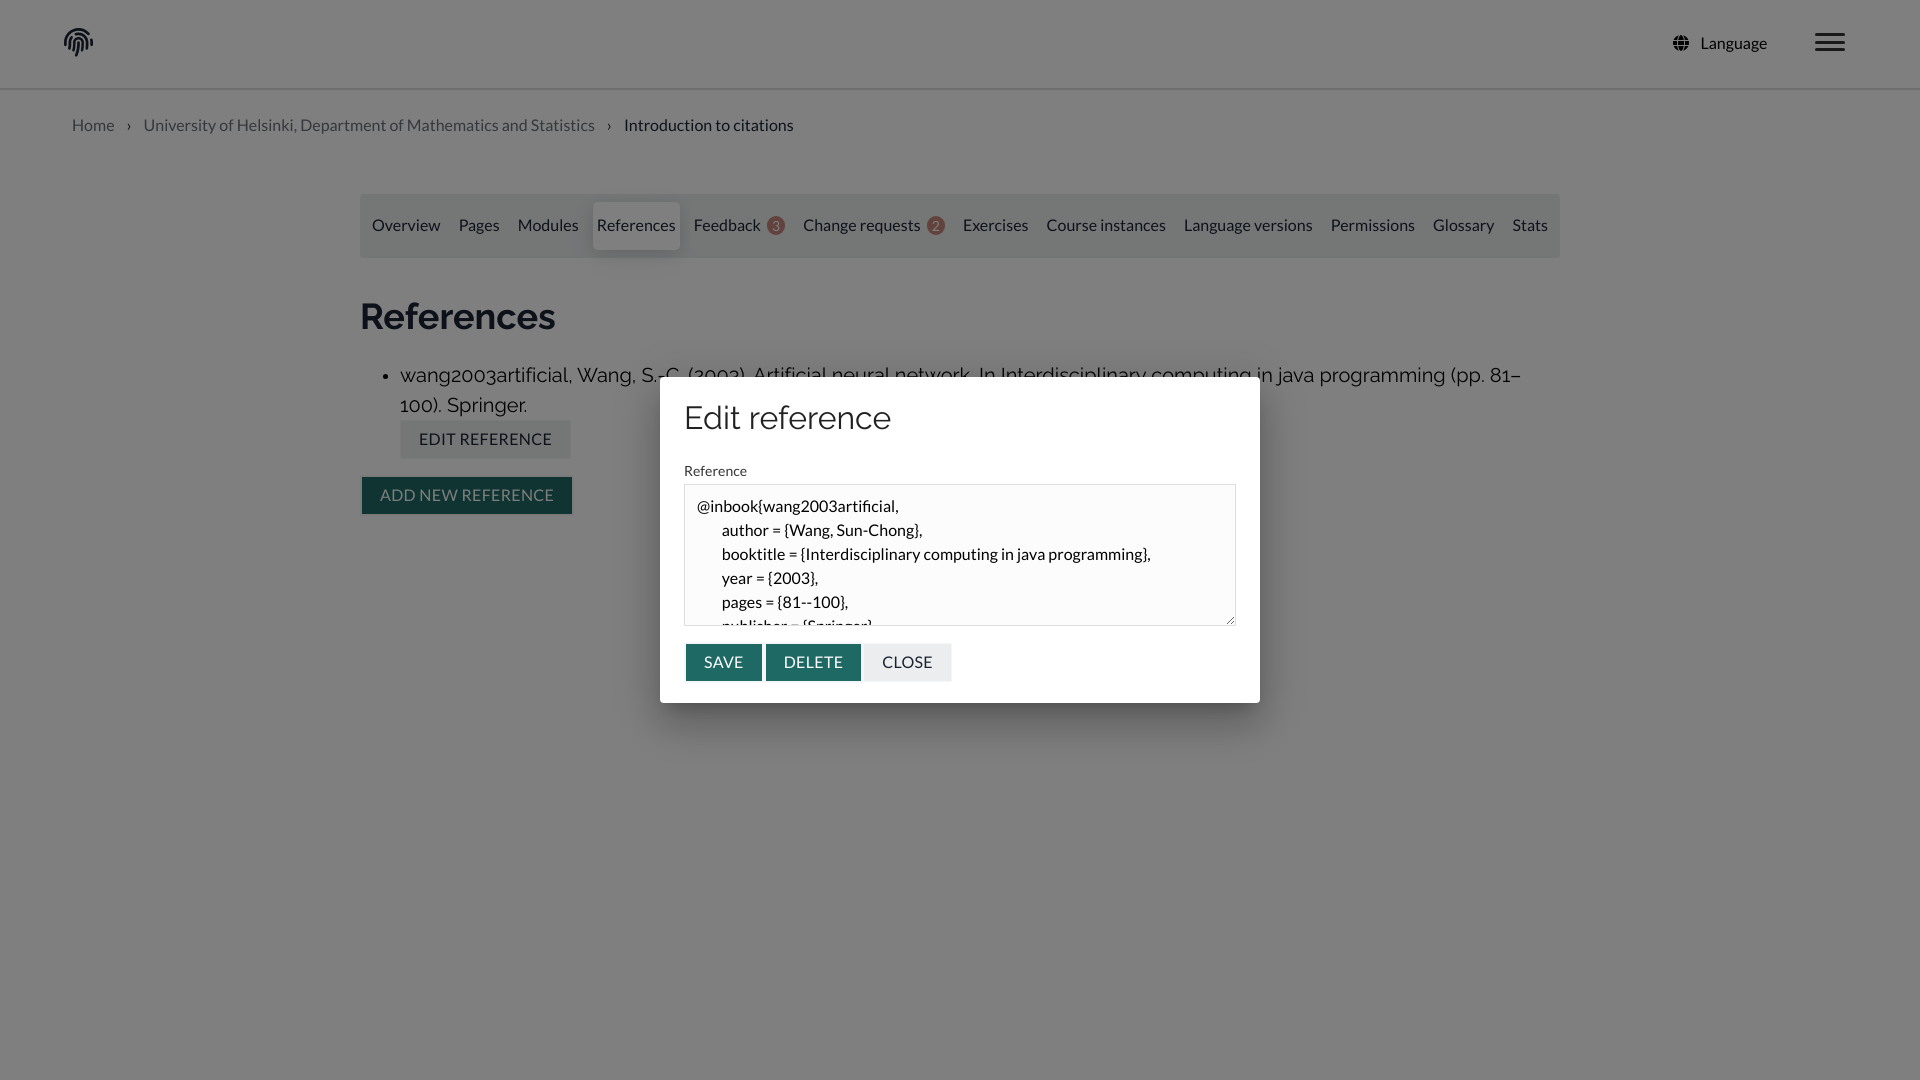 Language
Home › University of Helsinki, Department of Mathematics and Statistics › Introduction to citations
Overview Pages Modules References Feedback 3 Change requests 2 Exercises Course instances Language versions Permissions Glossary Stats
References
• wang2003artificial, Wang, S.-C. (2003). Artificial neural network. In Interdisciplinary computing in java programming (pp. 81–
100). Springer.
EDIT REFERENCE
ADD NEW REFERENCE
Edit reference
Reference
@inbook{wang2003artificial,
author = {Wang, Sun-Chong},
booktitle = {Interdisciplinary computing in java programming},
year = {2003},
pages = {81--100},
publisher = {Springer}
SAVE DELETE CLOSE